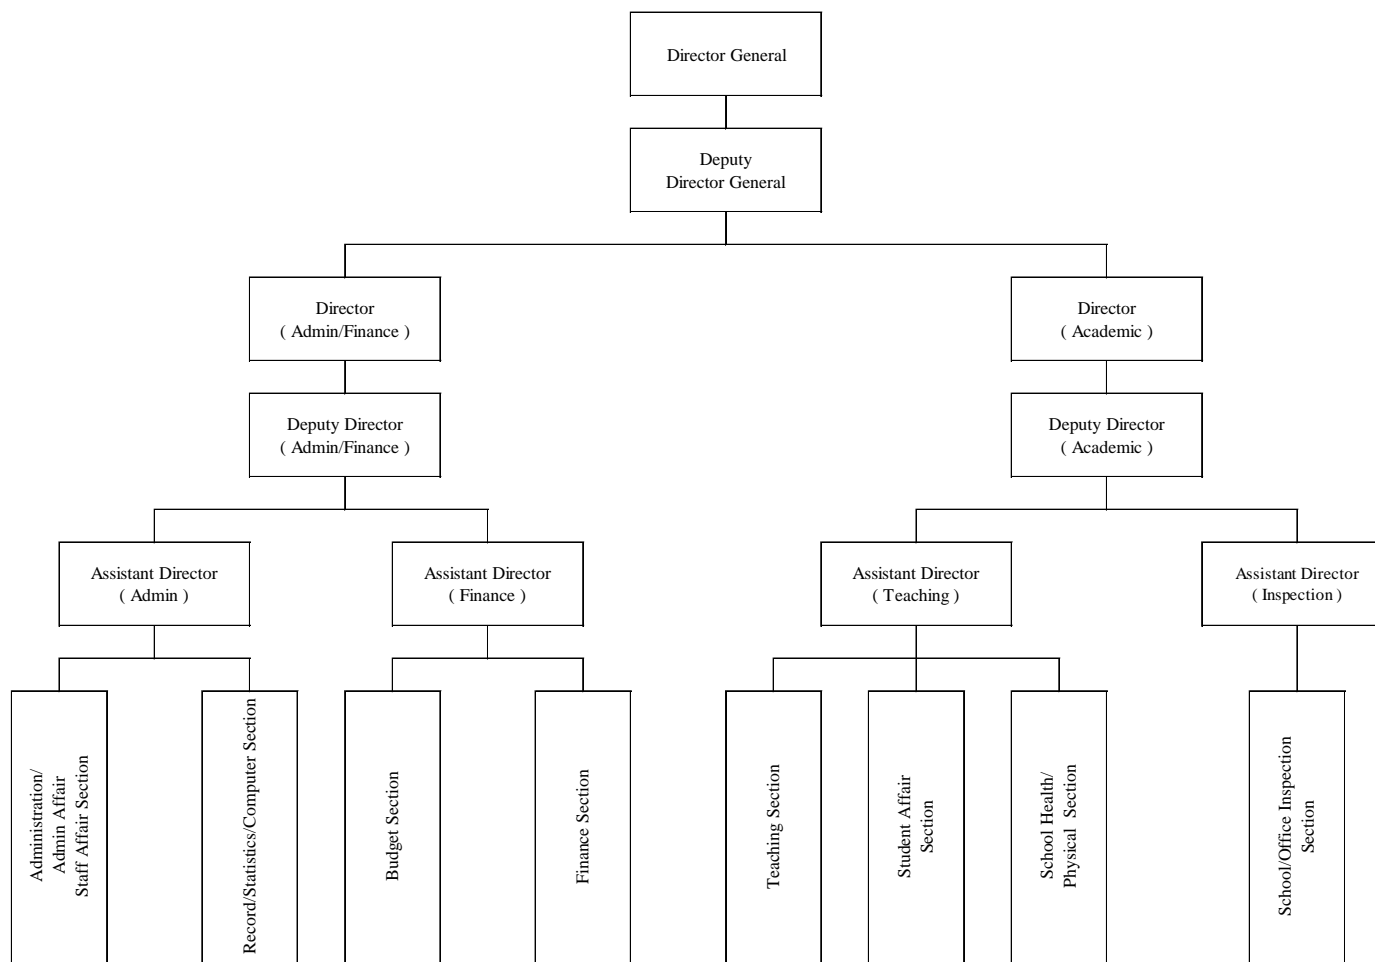 Director General
Deputy
Director General
Director
( Admin/Finance )
Director
( Academic )
Deputy Director
( Admin/Finance )
Deputy Director
( Academic )
Assistant Director
( Admin )
Assistant Director
( Finance )
Assistant Director
( Teaching )
Assistant Director
( Inspection )
Administration/
Admin Affair
Staff Affair Section
Record/Statistics/Computer Section
Budget Section
Finance Section
Teaching Section
Student Affair
Section
School Health/
Physical Section
School/Office Inspection
Section